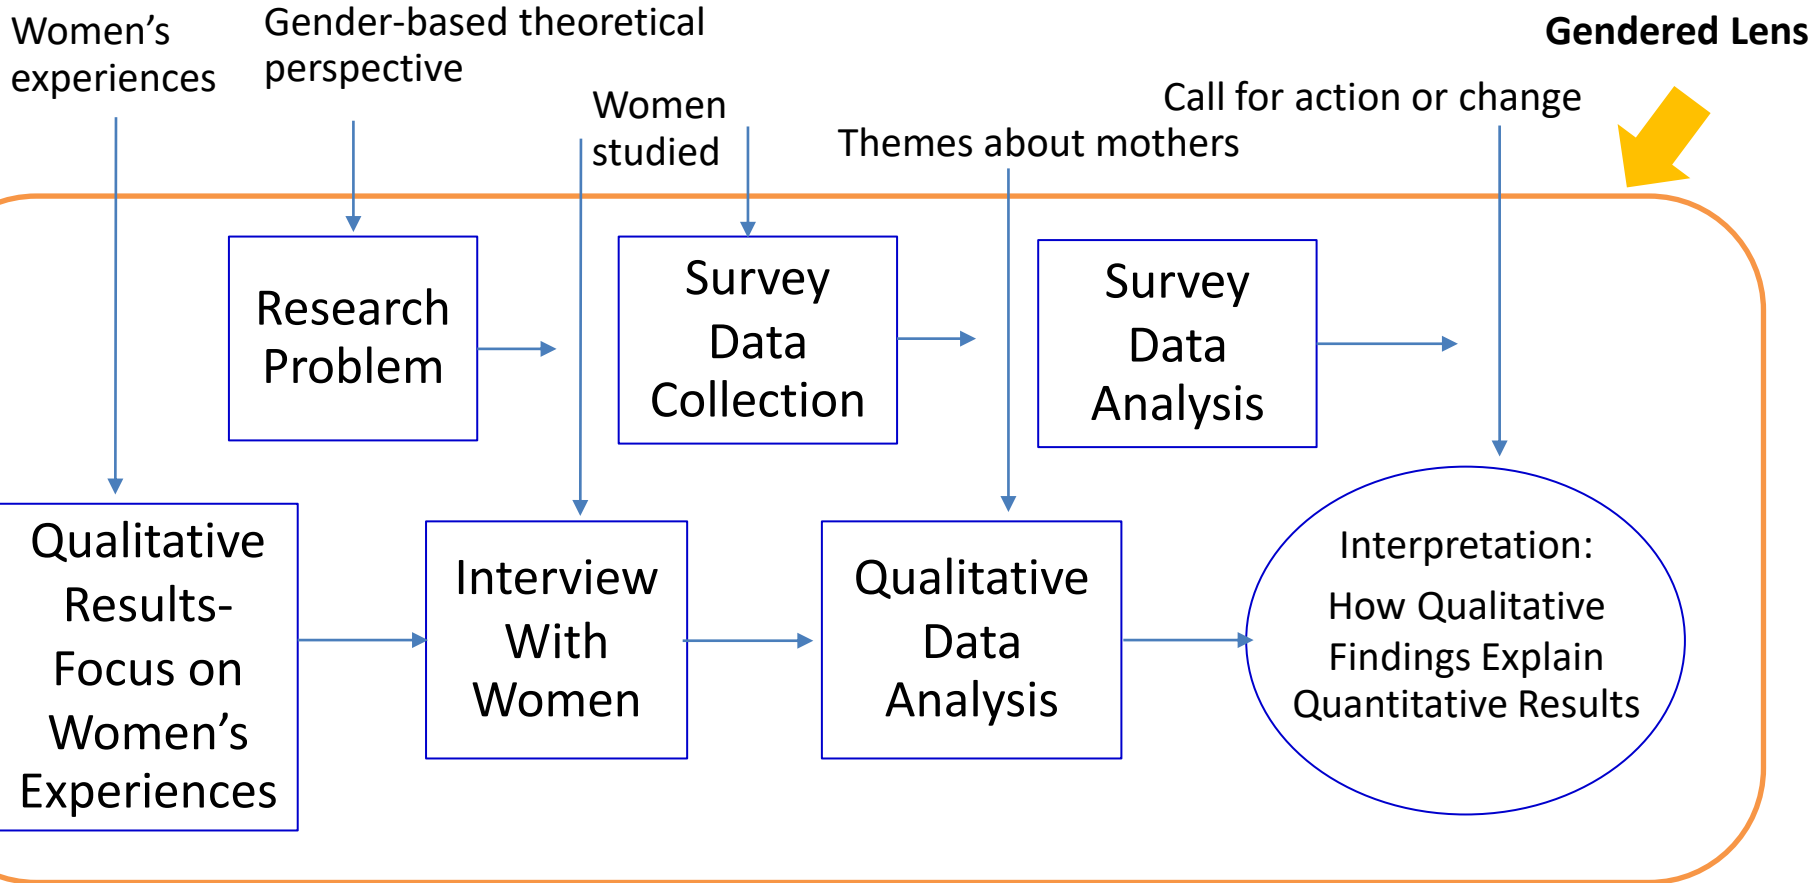 Women’s
experiences
Gender-based theoretical
perspective
Women
studied
Themes about mothers
Call for action or change
Gendered Lens
Research
Problem
Survey
Data
Collection
Survey
Data
Analysis
Qualitative
Results-
Focus on
Women’s
Experiences
Interview
With
Women
Qualitative
Data
Analysis
Interpretation:
How Qualitative
Findings Explain
Quantitative Results